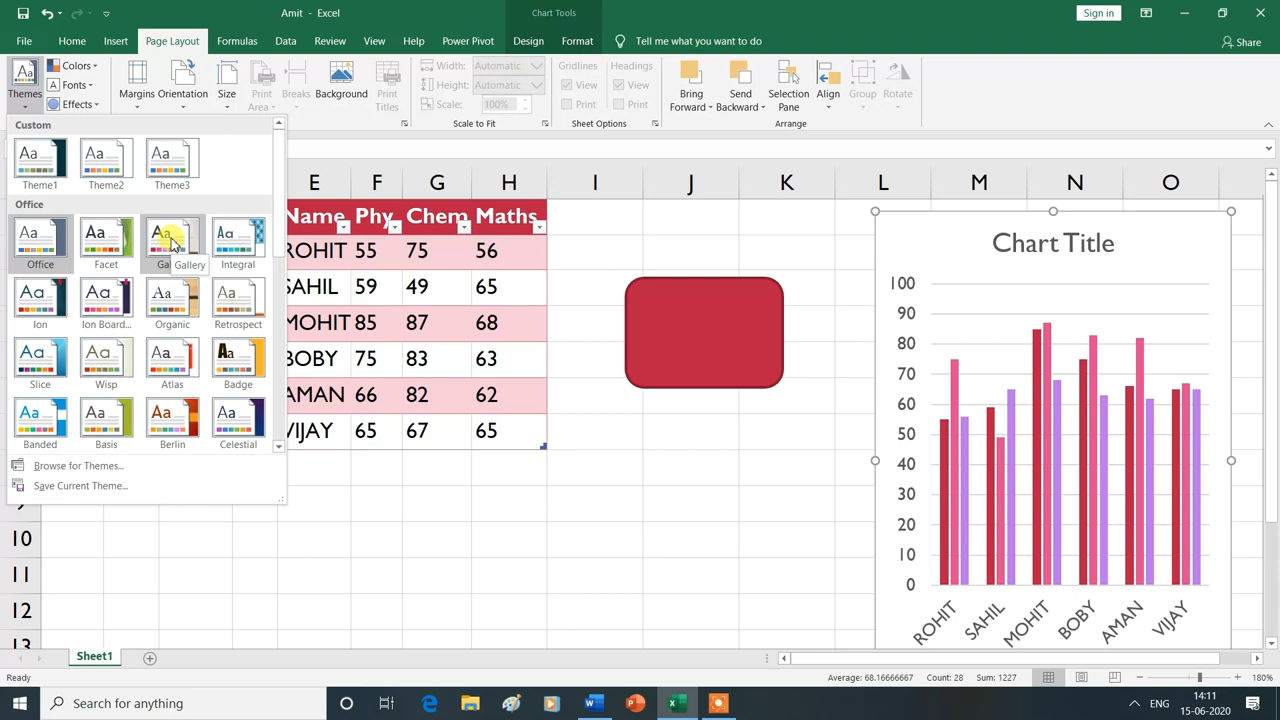 Amit - Excel
Chart Tools
Sign in
File Home Insert Page Layout Formulas Data Review View Help Power Pivot Design Format Tell me what you want to do Share
Themes
Colors
Fonts
Effects
Margins
Orientation
Size
Print Area
Breaks
Background
Print Titles
Width: Automatic
Height: Automatic
Scale: 100%
Scale to Fit
Gridlines
View
Print
Headings
View
Print
Sheet Options
Bring Forward
Send Backward
Selection Pane
Align
Group
Rotate
Arrange
Custom
Theme1 Theme2 Theme3
Office
Office Facet Gallery Integral
Ion Ion Board... Organic Retrospect
Slice Wisp Atlas Badge
Banded Basis Berlin Celestial
Browse for Themes...
Save Current Theme...
E F G H I J K L M N O
Name Phy Chem Maths
ROHIT 55 75 56
SAHIL 59 49 65
MOHIT 85 87 68
BOBY 75 83 63
AMAN 66 82 62
VIJAY 65 67 65
10
11
12
13
Chart Title
100
90
80
70
60
50
40
30
20
10
0
ROHIT SAHIL MOHIT BOBY AMAN VIJAY
Sheet1
Ready
Average: 68.16666667 Count: 28 Sum: 1227
180%
Search for anything
ENG
14:11
15-06-2020